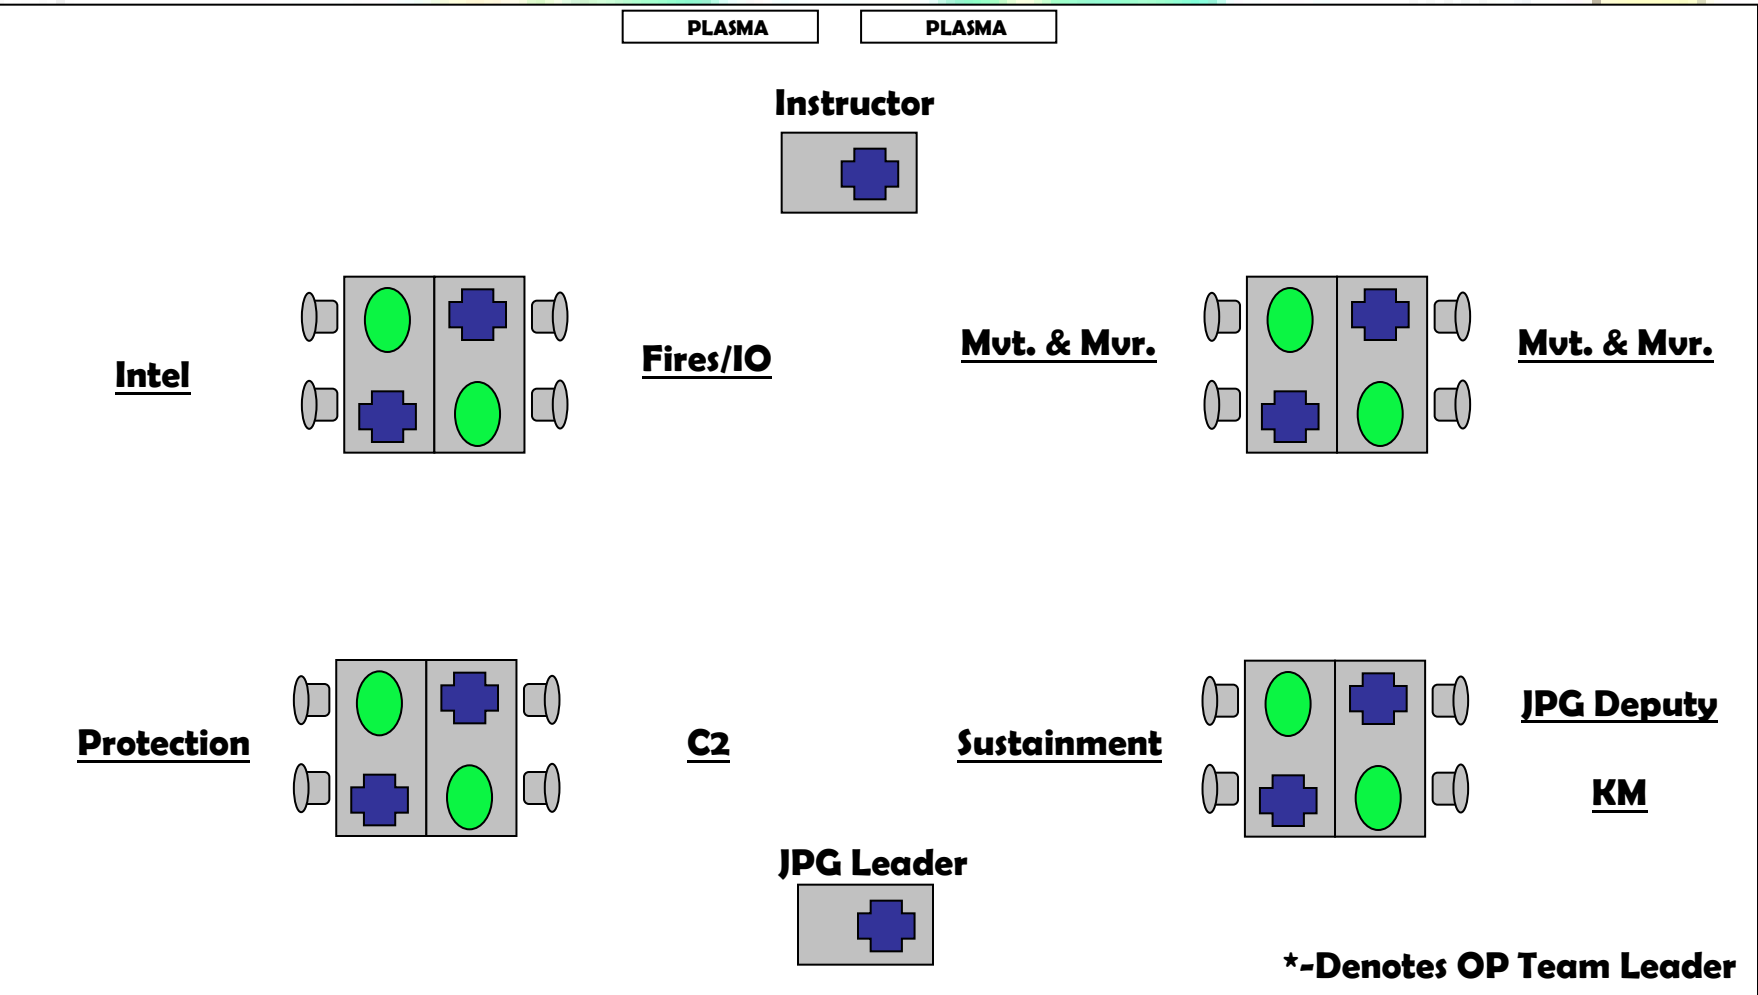 PLASMA PLASMA
Instructor
Intel
Fires/IO
Mvt. & Mvr.
Mvt. & Mvr.
Protection
C2
Sustainment
JPG Deputy
KM
JPG Leader
*-Denotes OP Team Leader